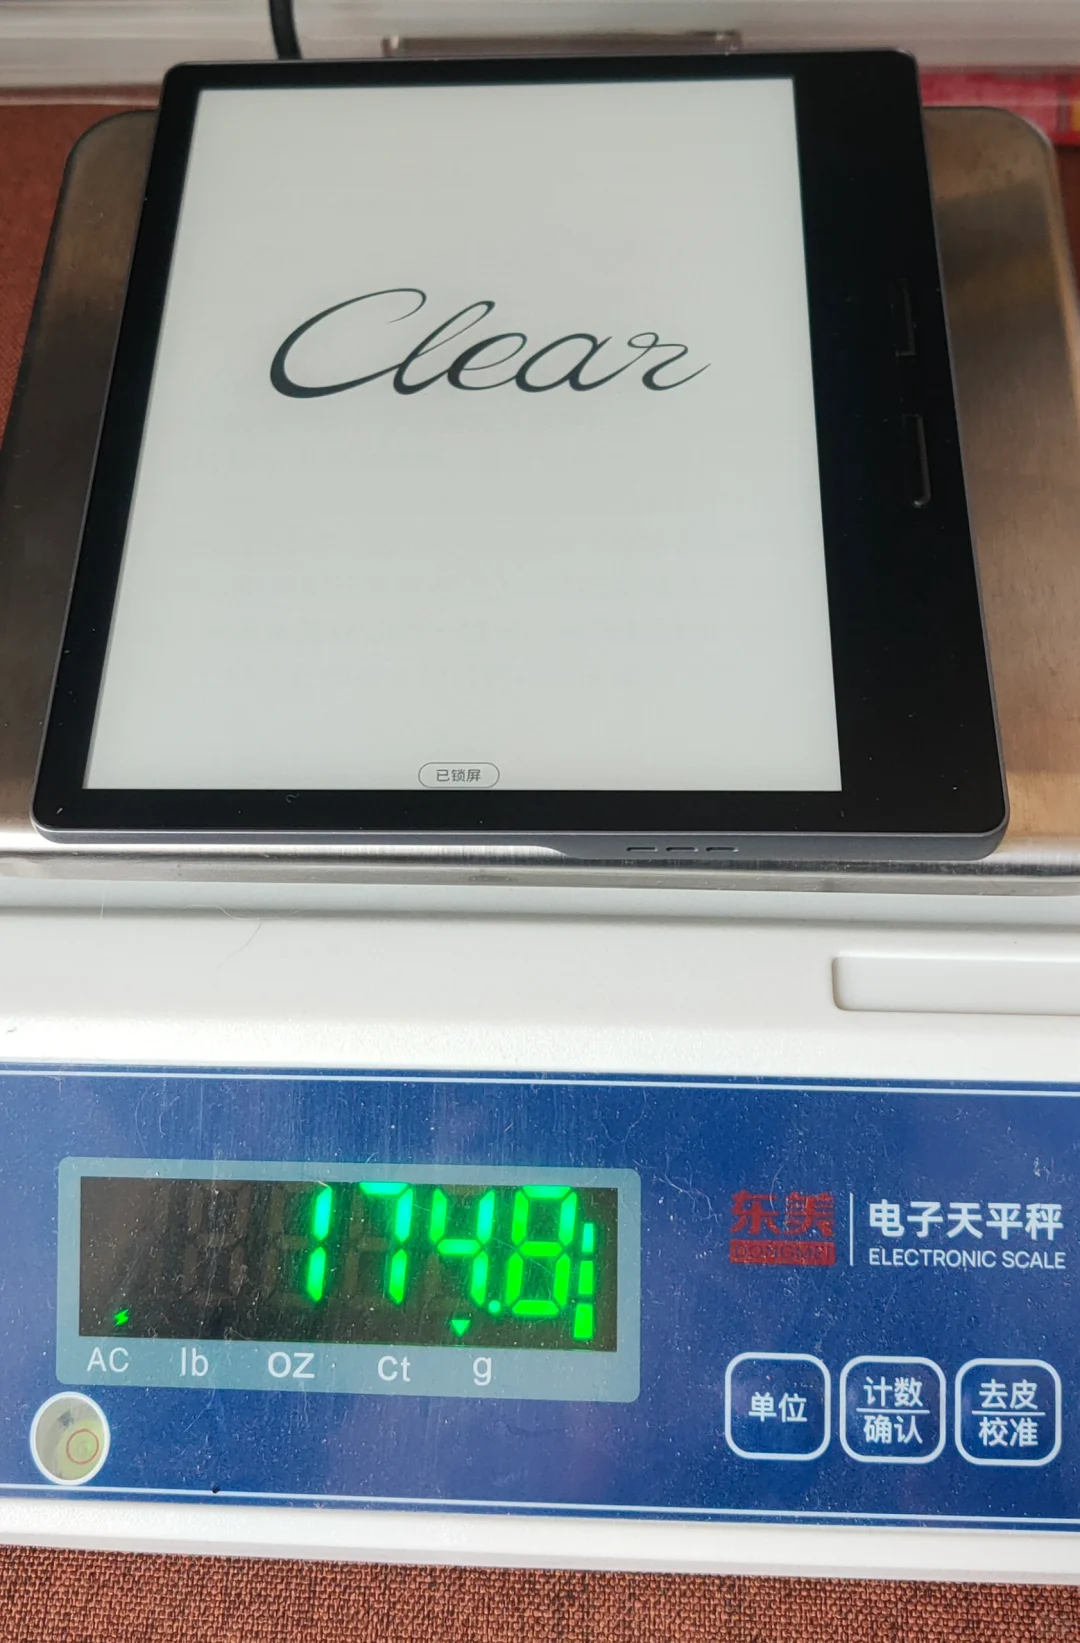 Clear
已锁屏
174.8
AC lb oz ct g
东美
DONGMEI
电子天平秤
ELECTRONIC SCALE
单位
计数
确认
去皮
校准